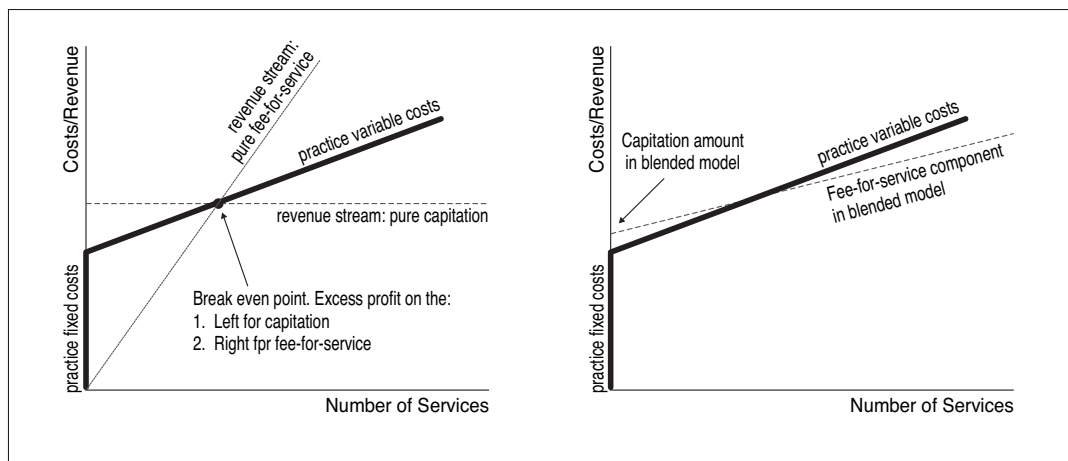 Costs/Revenue
practice fixed costs
revenue stream:
pure fee-for-service
practice variable costs
revenue stream: pure capitation
Break even point. Excess profit on the:
1. Left for capitation
2. Right fpr fee-for-service
Number of Services
Costs/Revenue
practice fixed costs
Capitation amount
in blended model
practice variable costs
Fee-for-service component
in blended model
Number of Services